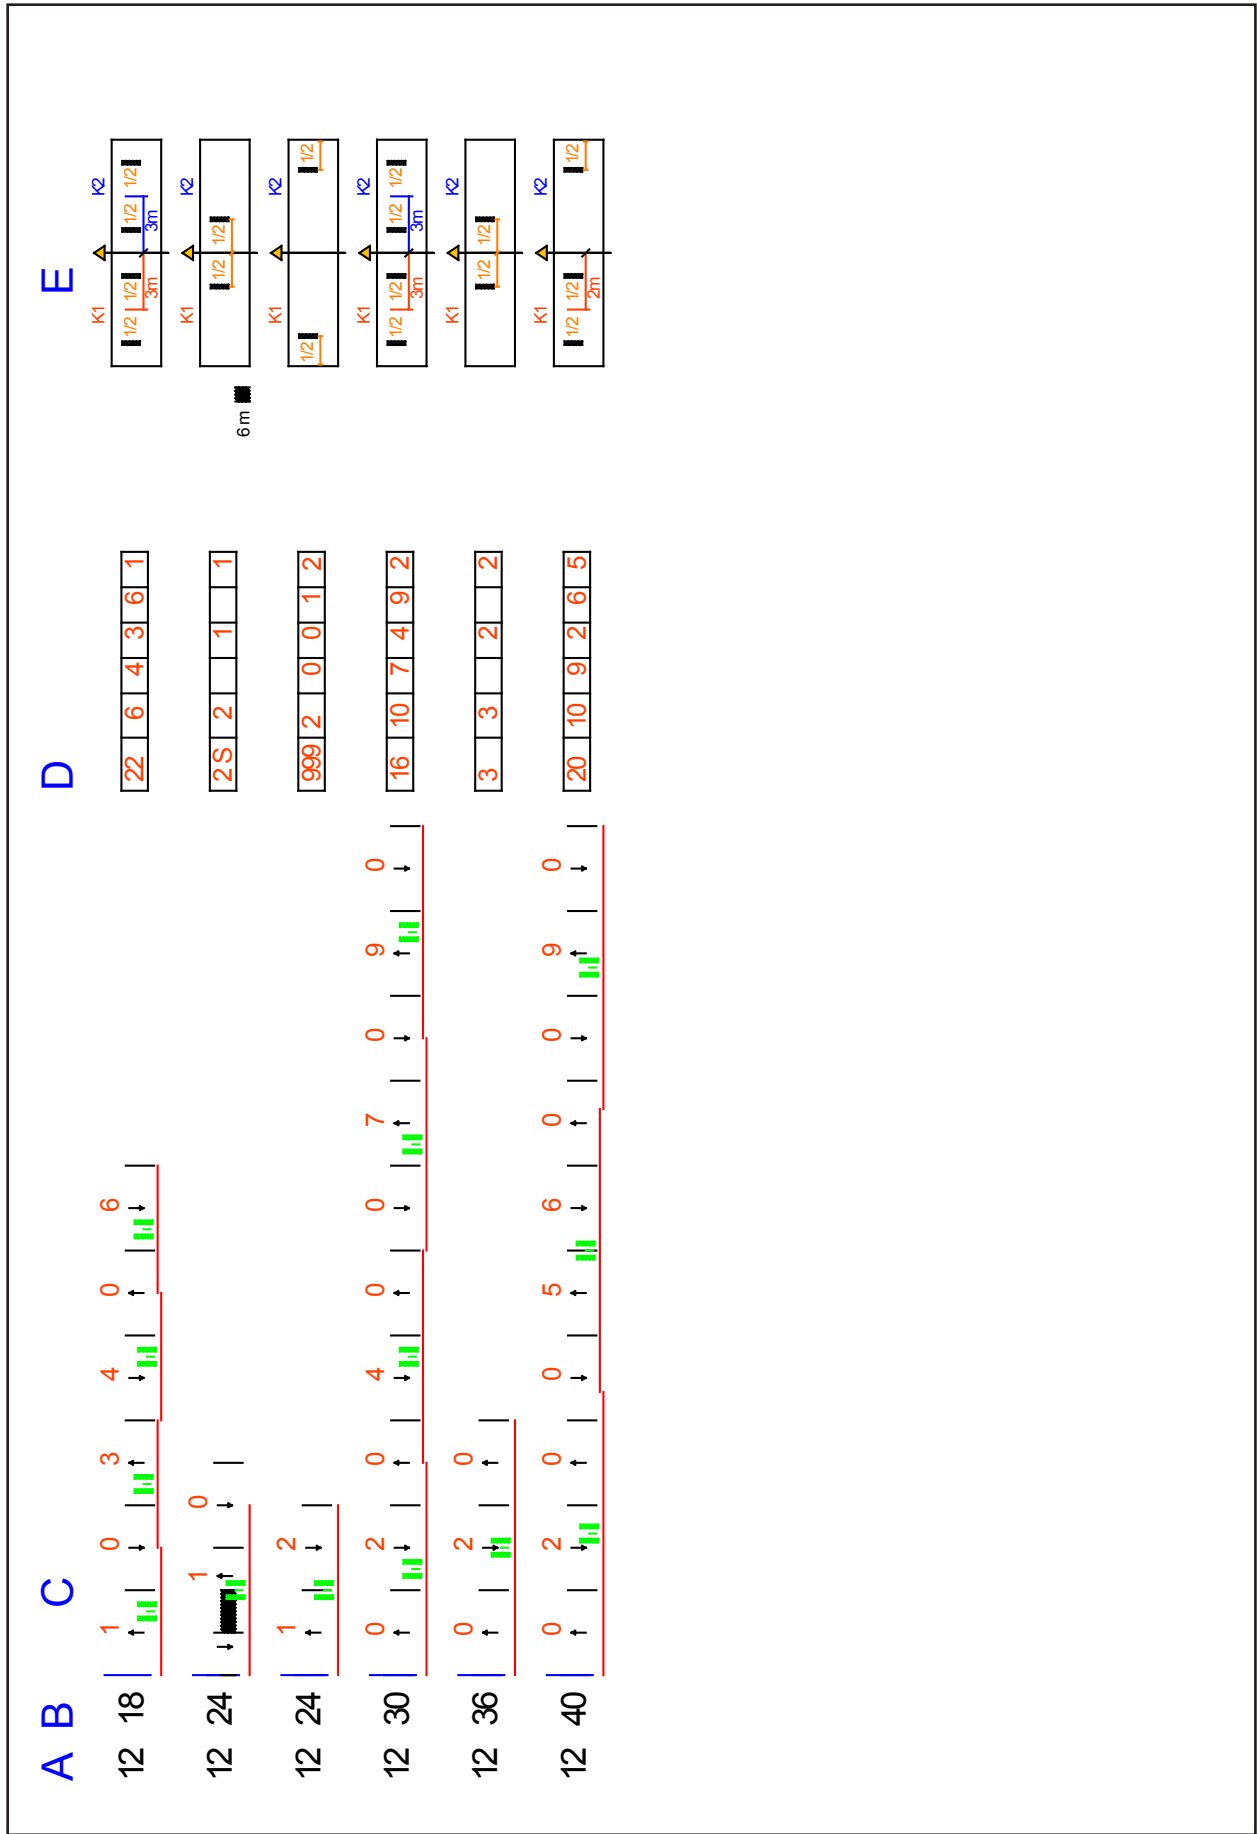 A B C D E
K1 K2
1 0 3 4 0 6
12 18 22 6 4 3 6 1 1/2 1/2 1/2 1/2
3m 3m
K1 K2
1 0
12 24 2S 2 1 1 1/2 1/2
6 m
K1 K2
1 2
12 24 999 2 0 0 1 2 1/2 1/2
K1 K2
0 2 0 4 0 0 7 0 9 0
12 30 16 10 7 4 9 2 1/2 1/2 1/2 1/2
3m 3m
K1 K2
0 2 0
12 36 3 3 2 2 1/2 1/2
K1 K2
0 2 0 0 5 6 0 0 9 0
12 40 20 10 9 2 6 5 1/2 1/2 1/2
2m